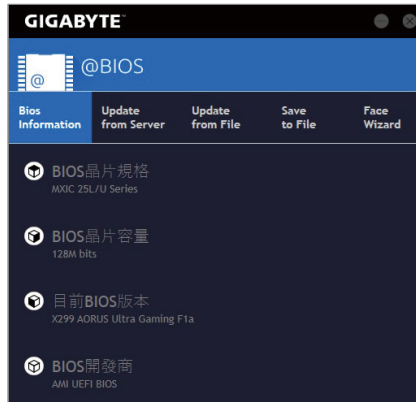 GIGABYTE™
@
@BIOS
Bios
Information
Update
from Server
Update
from File
Save
to File
Face
Wizard
BIOS晶片規格
MXIC 25L/U Series
BIOS晶片容量
128M bits
目前BIOS版本
X299 AORUS Ultra Gaming F1a
BIOS開發商
AMI UEFI BIOS